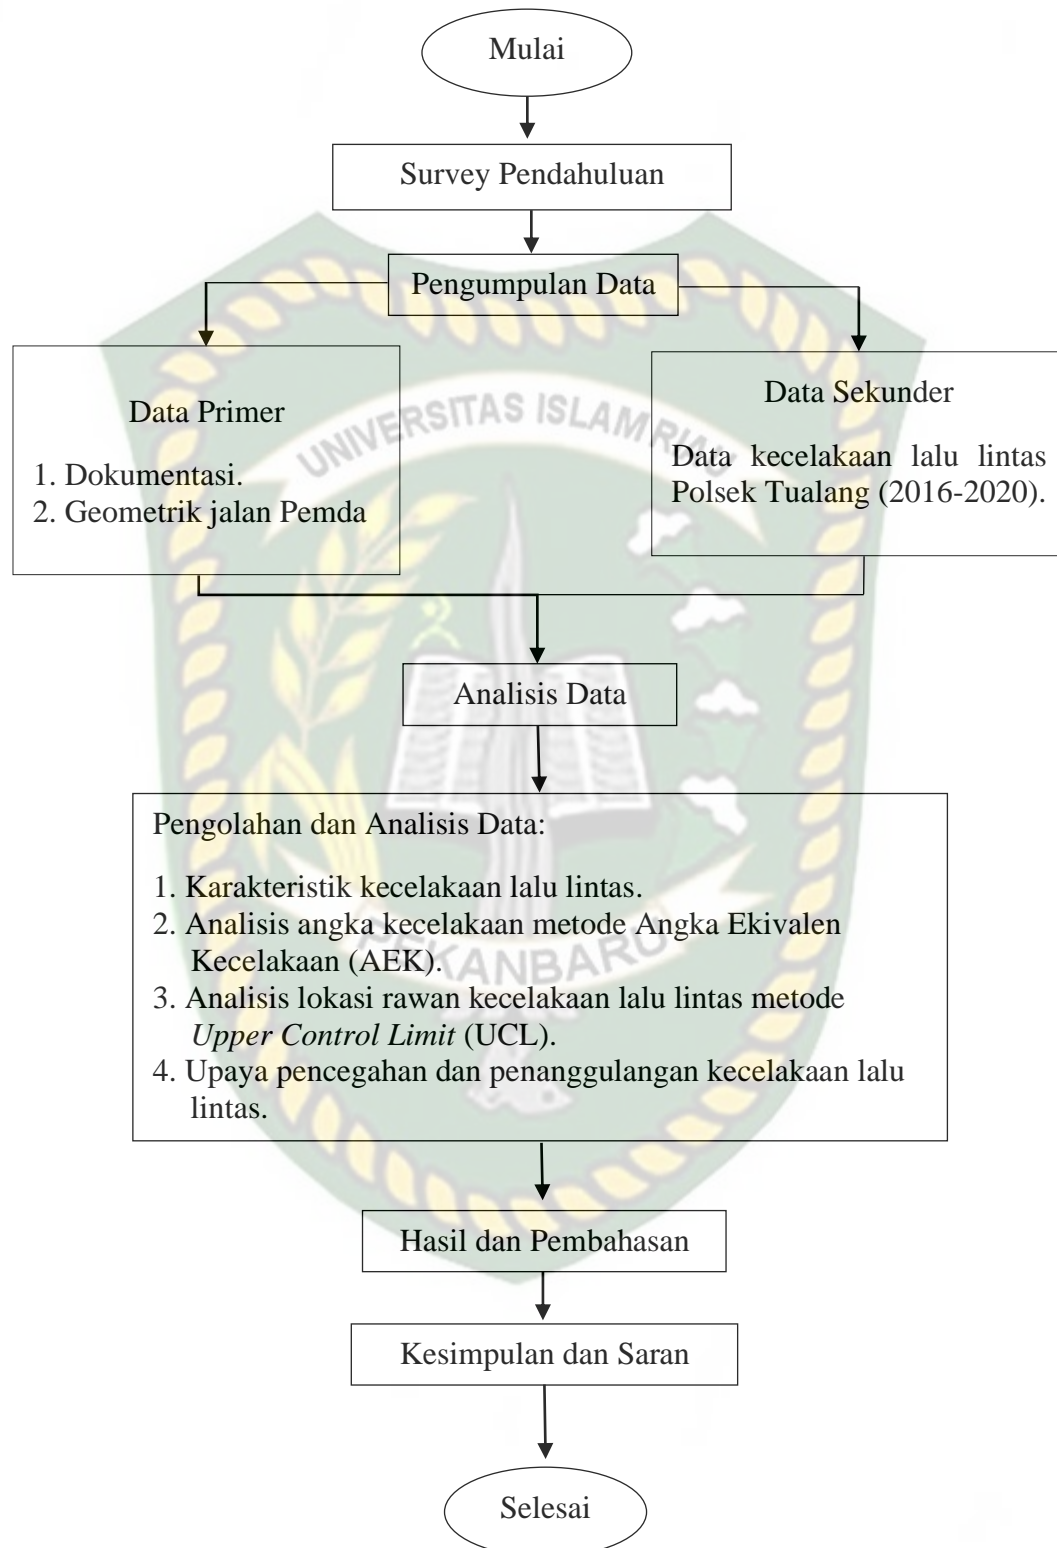 Mulai
Survey Pendahuluan
Pengumpulan Data
Data Primer
1. Dokumentasi.
2. Geometrik jalan Pemda
Data Sekunder
Data kecelakaan lalu lintas
Polsek Tualang (2016-2020).
UNIVERSITAS ISLAM RIAU
Analisis Data
Pengolahan dan Analisis Data:
1. Karakteristik kecelakaan lalu lintas.
2. Analisis angka kecelakaan metode Angka Ekivalen
Kecelakaan (AEK).
3. Analisis lokasi rawan kecelakaan lalu lintas metode
Upper Control Limit (UCL).
4. Upaya pencegahan dan penanggulangan kecelakaan lalu
lintas.
PEKANBARU
Hasil dan Pembahasan
Kesimpulan dan Saran
Selesai